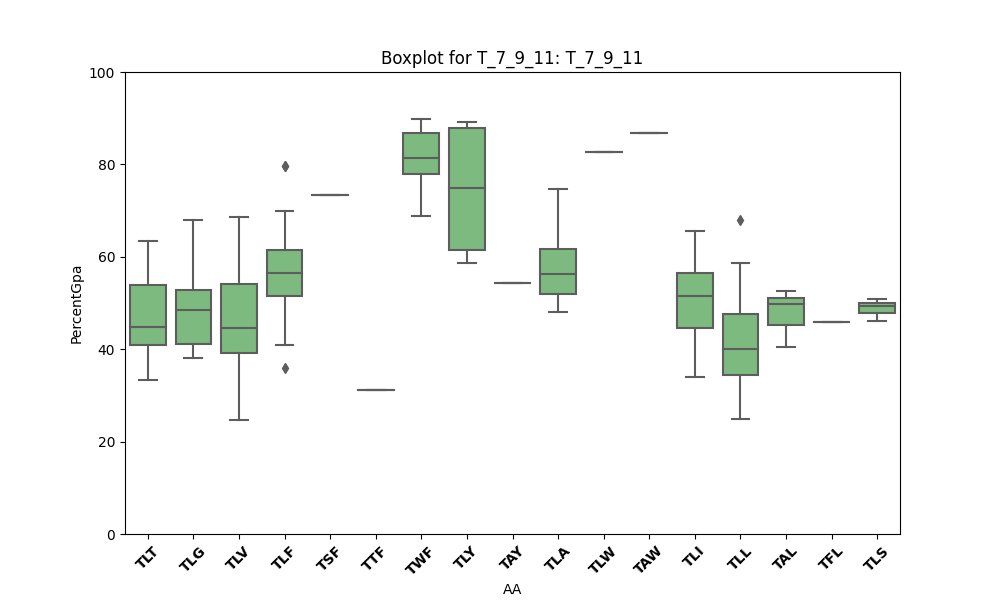 Boxplot for T_7_9_11: T_7_9_11
100
80
60
40
20
0
PercentGpa
TLT TLG TLV TLF TSF TTF TWF TLY TAY TLA TLW TAW TLI TLL TAL TFL TLS
AA